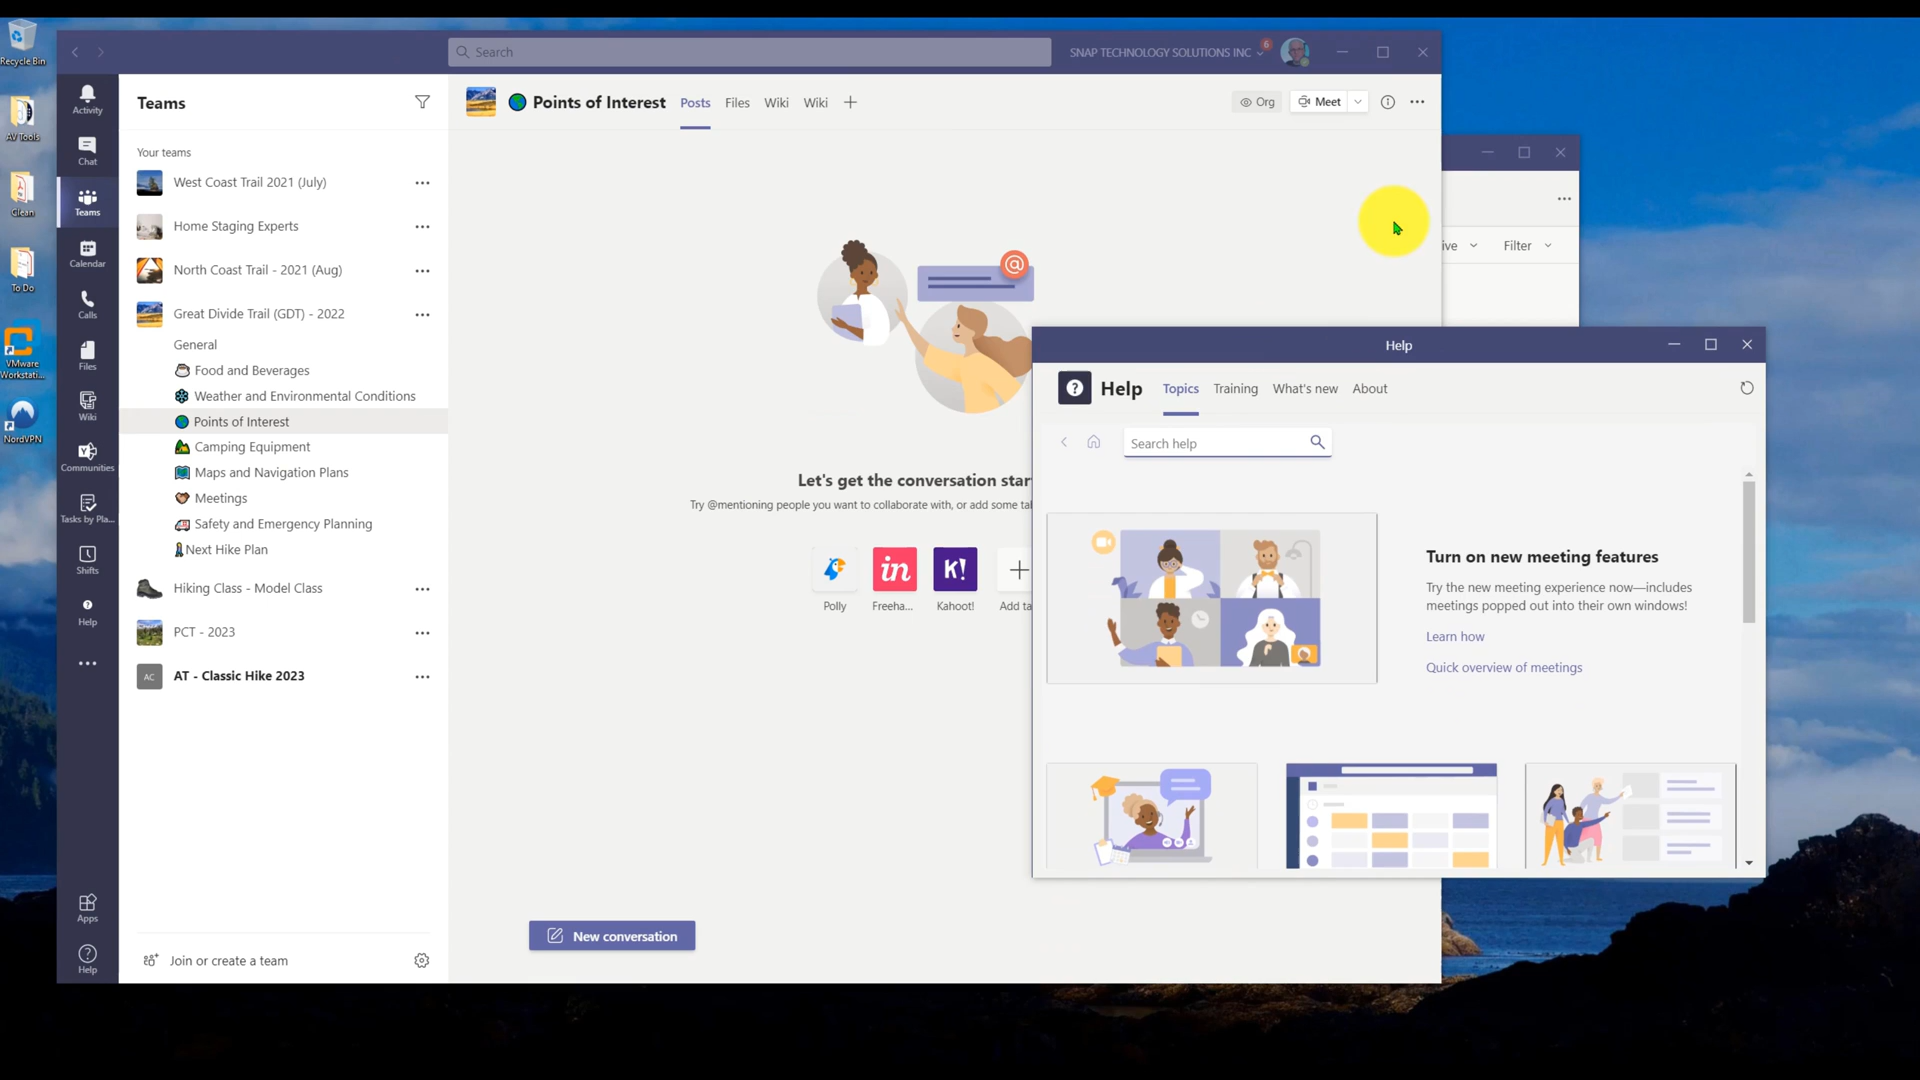 Recycle Bin
AV Tools
Clean
To Do
VMware
Workstati...
NordVPN
Search
SNAP TECHNOLOGY SOLUTIONS INC
6
Activity
Chat
Teams
Calendar
Calls
Files
Wiki
Communities
Tasks by Pla...
Shifts
Help
Apps
Help
Teams
Your teams
West Coast Trail 2021 (July)
Home Staging Experts
North Coast Trail - 2021 (Aug)
Great Divide Trail (GDT) - 2022
General
Food and Beverages
Weather and Environmental Conditions
Points of Interest
Camping Equipment
Maps and Navigation Plans
Meetings
Safety and Emergency Planning
Next Hike Plan
Hiking Class - Model Class
PCT - 2023
AC
AT - Classic Hike 2023
Join or create a team
Points of Interest
Posts
Files
Wiki
Wiki
Org
Meet
@
Let's get the conversation star
Try @mentioning people you want to collaborate with, or add some ta
in
K!
Polly
Freeha...
Kahoot!
Add ta
New conversation
ive
Filter
Help
Help
Topics
Training
What's new
About
Search help
Turn on new meeting features
Try the new meeting experience now—includes
meetings popped out into their own windows!
Learn how
Quick overview of meetings